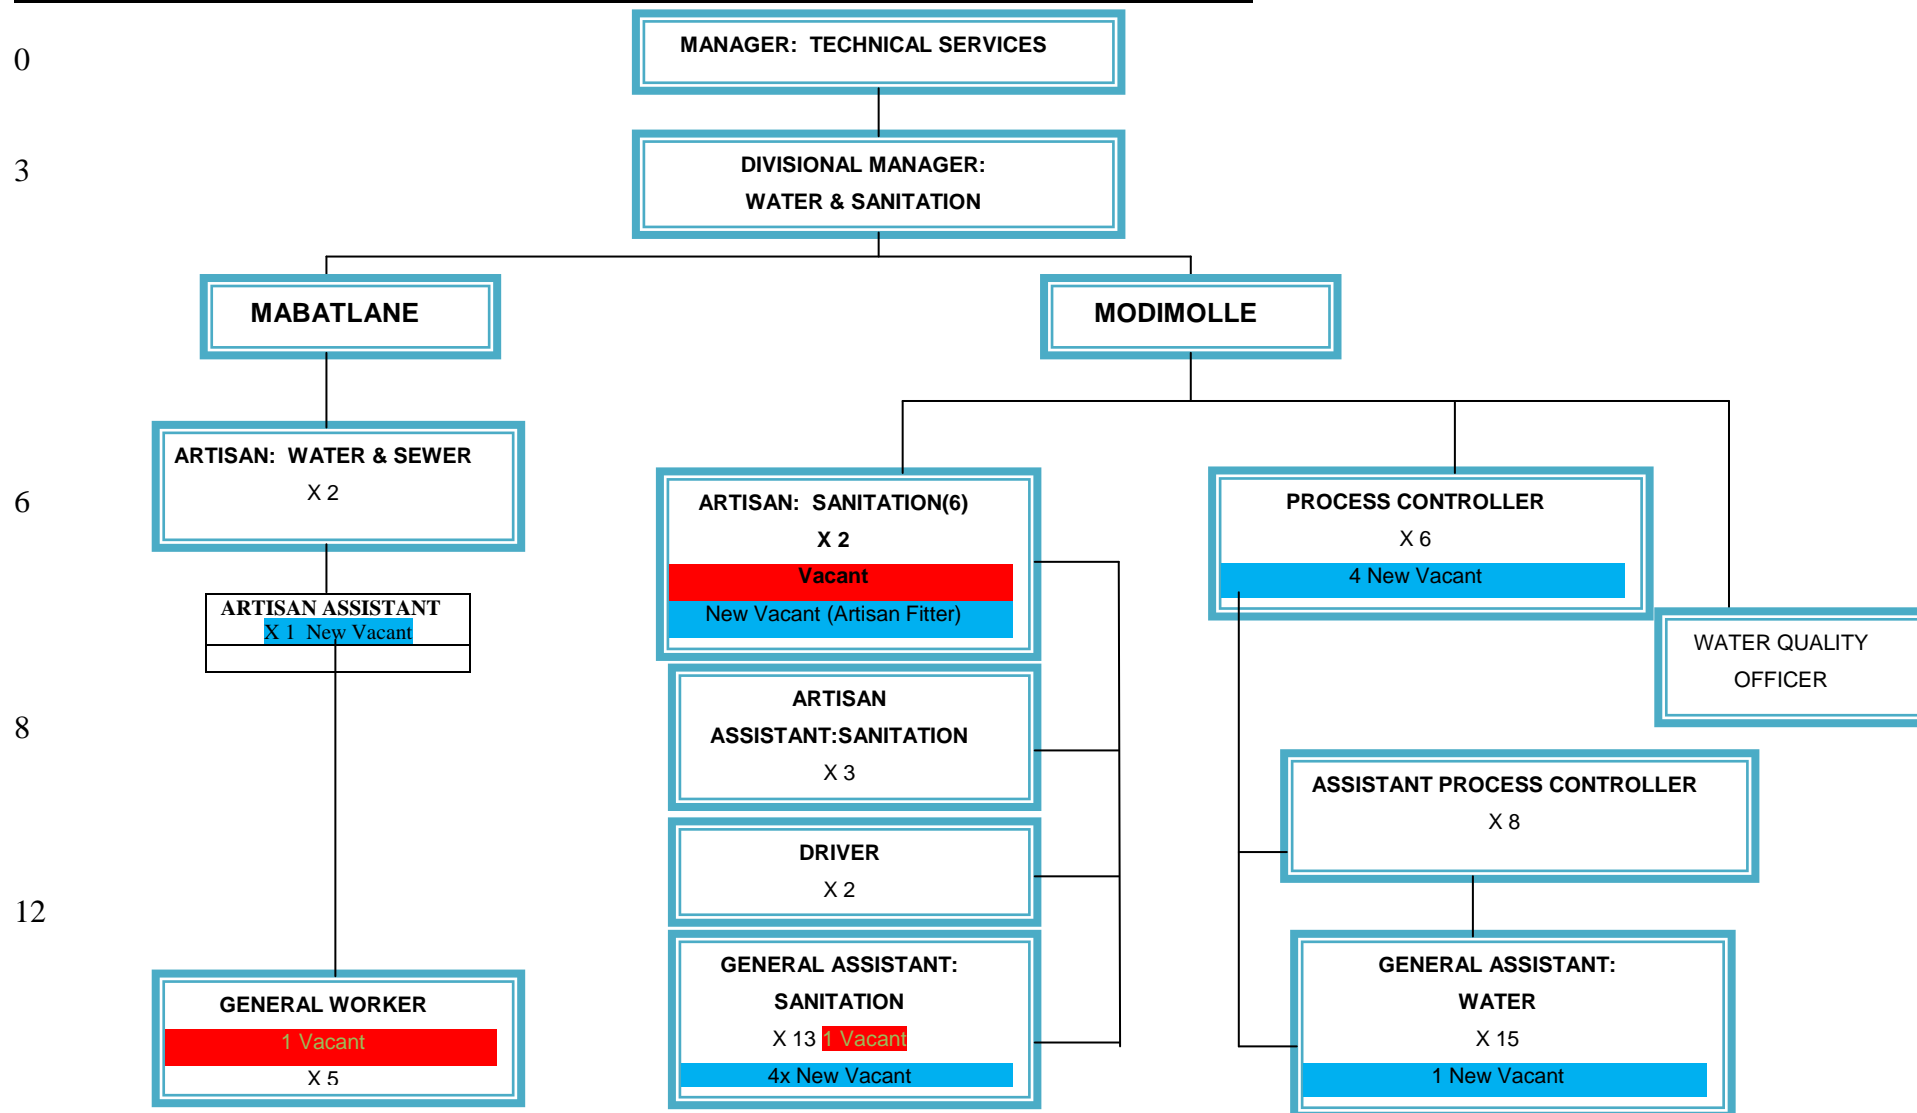 0
MANAGER: TECHNICAL SERVICES
3
DIVISIONAL MANAGER:
WATER & SANITATION
MABATLANE
MODIMOLLE
6
ARTISAN: WATER & SEWER
X 2
ARTISAN ASSISTANT
X 1 New Vacant
ARTISAN: SANITATION(6)
X 2
Vacant
New Vacant (Artisan Fitter)
PROCESS CONTROLLER
X 6
4 New Vacant
WATER QUALITY
OFFICER
8
ARTISAN
ASSISTANT:SANITATION
X 3
ASSISTANT PROCESS CONTROLLER
X 8
DRIVER
X 2
12
GENERAL WORKER
1 Vacant
X 5
GENERAL ASSISTANT:
SANITATION
X 13 1 Vacant
4x New Vacant
GENERAL ASSISTANT:
WATER
X 15
1 New Vacant